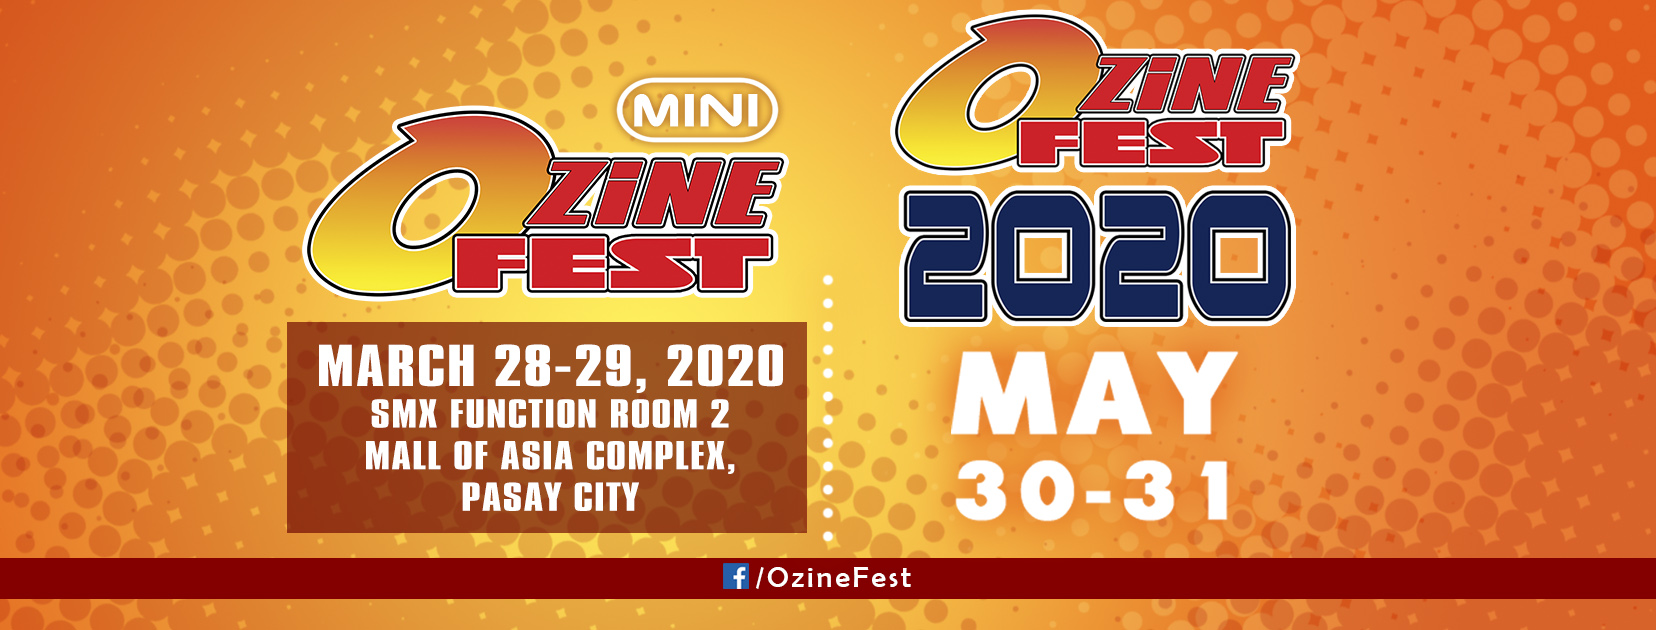 MINI
OZiNE
FEST
MARCH 28-29, 2020
SMX FUNCTION ROOM 2
MALL OF ASIA COMPLEX,
PASAY CITY
OZiNE
FEST
2020
MAY
30-31
f/OzineFest